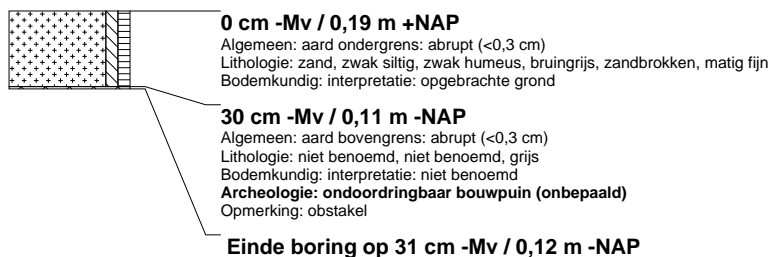 0 cm -Mv / 0,19 m +NAP
Algemeen: aard ondergrens: abrupt (<0,3 cm)
Lithologie: zand, zwak siltig, zwak humeus, bruingrijs, zandbrokken, matig fijn
Bodemkundig: interpretatie: opgebrachte grond
30 cm -Mv / 0,11 m -NAP
Algemeen: aard bovengrens: abrupt (<0,3 cm)
Lithologie: niet benoemd, niet benoemd, grijs
Bodemkundig: interpretatie: niet benoemd
Archeologie: ondoordringbaar bouwpuin (onbepaald)
Opmerking: obstakel
Einde boring op 31 cm -Mv / 0,12 m -NAP